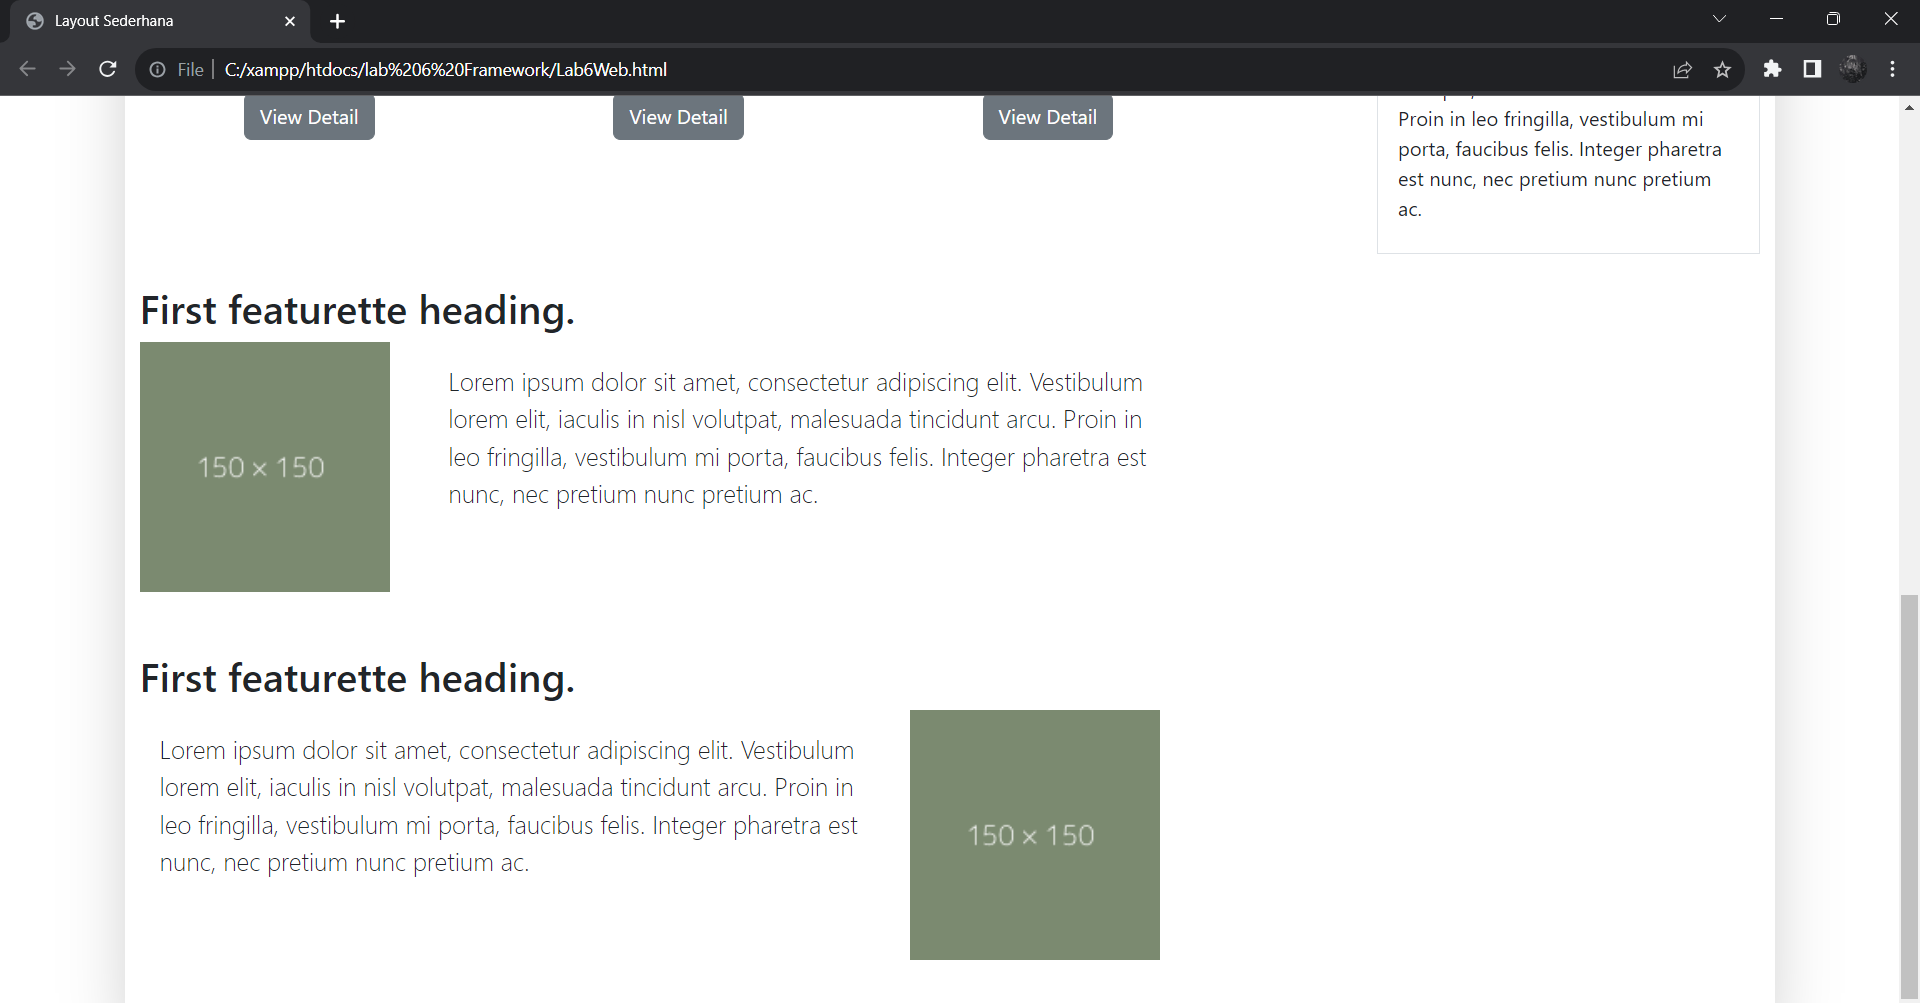 Layout Sederhana
File
C:/xampp/htdocs/lab%206%20Framework/Lab6Web.html
View Detail
View Detail
View Detail
Proin in leo fringilla, vestibulum mi
porta, faucibus felis. Integer pharetra
est nunc, nec pretium nunc pretium
ac.
First featurette heading.
150 × 150
Lorem ipsum dolor sit amet, consectetur adipiscing elit. Vestibulum
lorem elit, iaculis in nisl volutpat, malesuada tincidunt arcu. Proin in
leo fringilla, vestibulum mi porta, faucibus felis. Integer pharetra est
nunc, nec pretium nunc pretium ac.
First featurette heading.
Lorem ipsum dolor sit amet, consectetur adipiscing elit. Vestibulum
lorem elit, iaculis in nisl volutpat, malesuada tincidunt arcu. Proin in
leo fringilla, vestibulum mi porta, faucibus felis. Integer pharetra est
nunc, nec pretium nunc pretium ac.
150 × 150